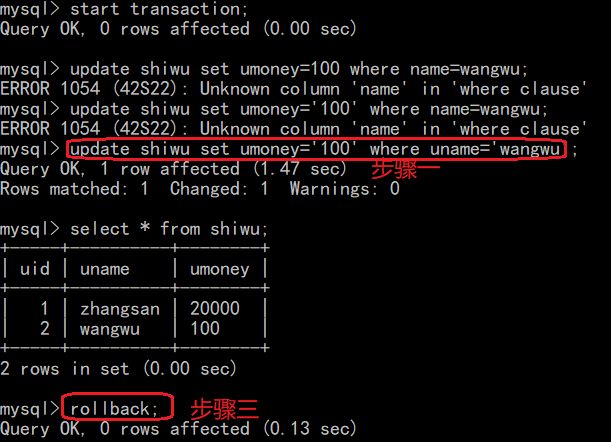 mysql> start transaction;
Query OK, 0 rows affected (0.00 sec)
mysql> update shiwu set umoney=100 where name=wangwu;
ERROR 1054 (42S22): Unknown column 'name' in 'where clause'
mysql> update shiwu set umoney='100' where name=wangwu;
ERROR 1054 (42S22): Unknown column 'name' in 'where clause'
mysql> update shiwu set umoney='100' where uname='wangwu ;
Query OK, 1 row affected (1.47 sec) 步骤一
Rows matched: 1  Changed: 1  Warnings: 0
mysql> select * from shiwu;
+-----+----------+--------+
| uid | uname    | umoney |
+-----+----------+--------+
|   1 | zhangsan | 20000  |
|   2 | wangwu   | 100    |
+-----+----------+--------+
2 rows in set (0.00 sec)
mysql> rollback; 步骤三
Query OK, 0 rows affected (0.13 sec)